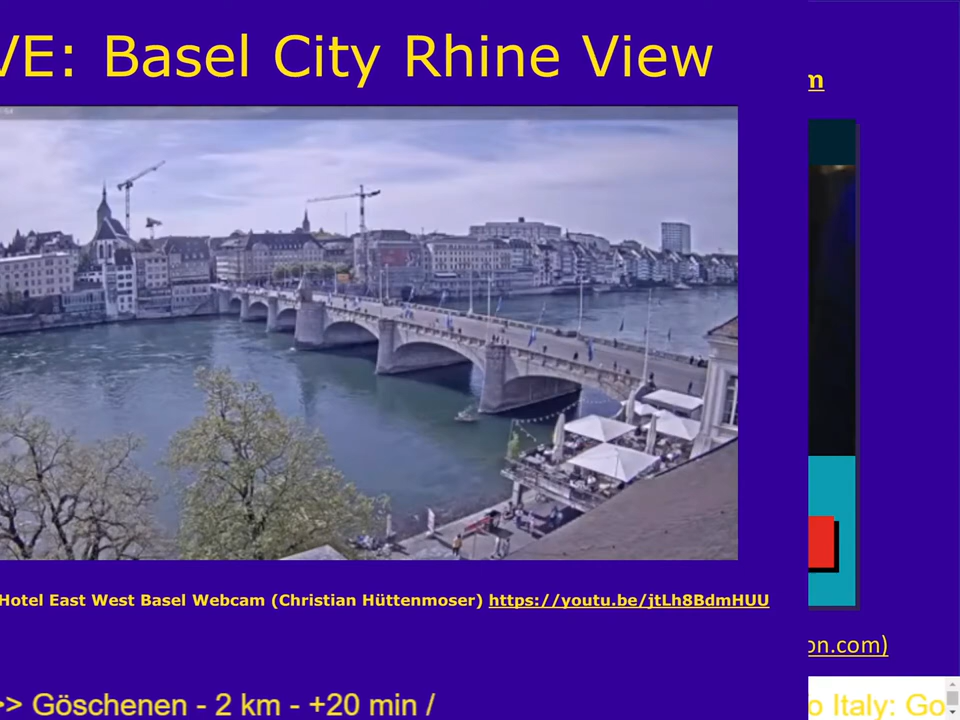 VE: Basel City Rhine View
m
Hotel East West Basel Webcam (Christian Hüttenmoser) https://youtu.be/jtLh8BdmHUU
on.com)
>> Göschenen - 2 km - +20 min /
o Italy: Go